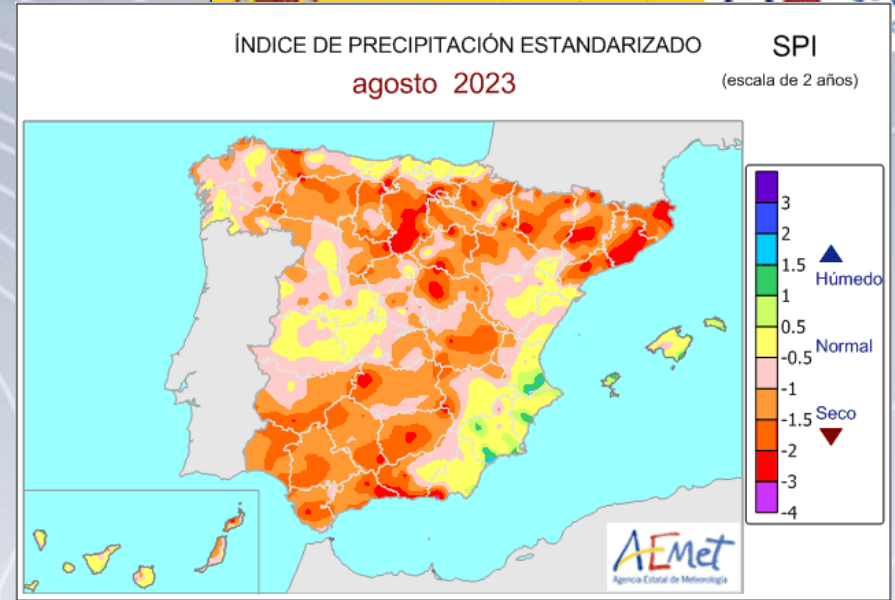 ÍNDICE DE PRECIPITACIÓN ESTANDARIZADO
SPI
agosto 2023
(escala de 2 años)
3
2
1.5
1
0.5
-0.5
-1
-1.5
-2
-3
-4
Húmedo
Normal
Seco
AEMet
Agencia Estatal de Meteorología